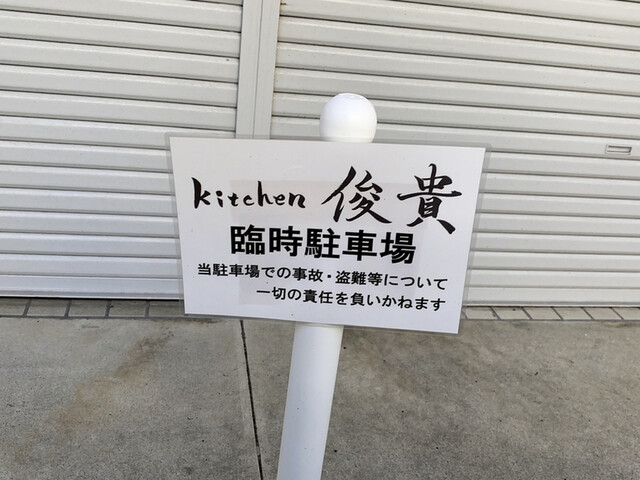 kitchen 俊貴
臨時駐車場
当駐車場での事故・盗難等について
一切の責任を負いかねます